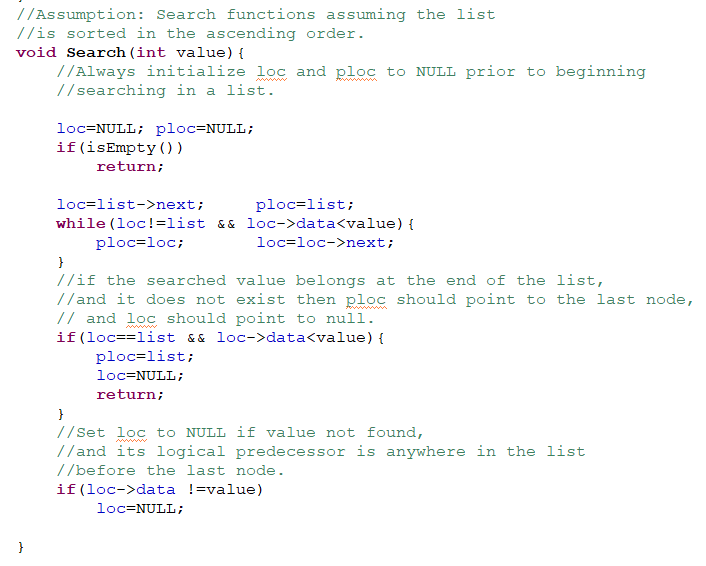 //Assumption: Search functions assuming the list
//is sorted in the ascending order.
void Search(int value){
//Always initialize loc and ploc to NULL prior to beginning
//searching in a list.
loc=NULL; ploc=NULL;
if(isEmpty())
return;
loc=list->next; ploc=list;
while(loc!=list && loc->data<value){
ploc=loc; loc=loc->next;
}
//if the searched value belongs at the end of the list,
//and it does not exist then ploc should point to the last node,
// and loc should point to null.
if(loc==list && loc->data<value){
ploc=list;
loc=NULL;
return;
}
//Set loc to NULL if value not found,
//and its logical predecessor is anywhere in the list
//before the last node.
if(loc->data !=value)
loc=NULL;
}